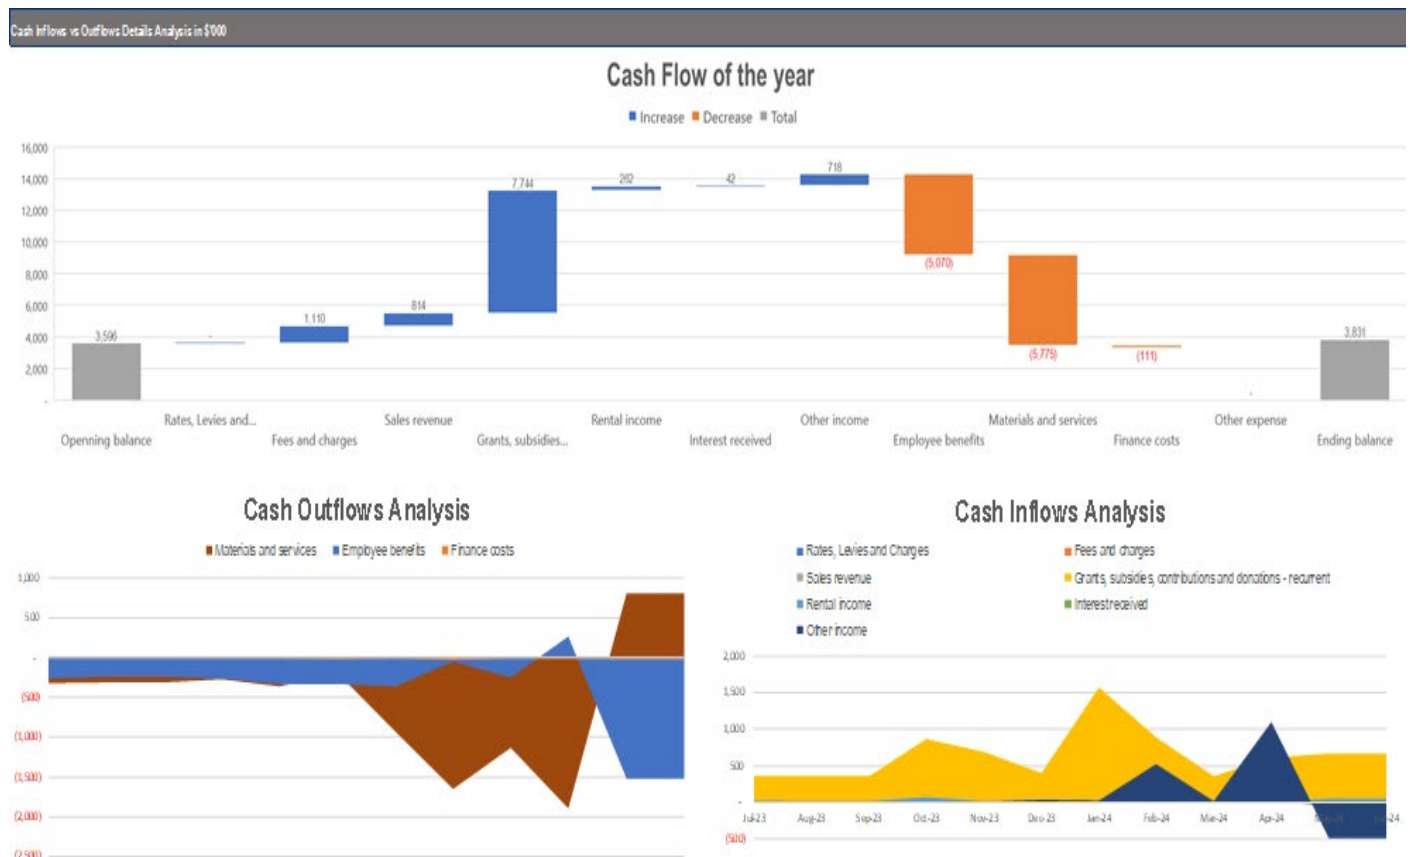 Cash Inflows vs Outflows Details Analysis in $'000
Cash Flow of the year
Increase Decrease Total
16,000
14,000
12,000
10,000
8,000
6,000
4,000
2,000
-
3,596
-
1,110
814
7,744
262
42
718
(5,070)
(5,775)
(111)
-
3,831
Rates, Levies and... Sales revenue Rental income Other income Materials and services Other expense
Openning balance Fees and charges Grants, subsidies... Interest received Employee benefits Finance costs Ending balance
Cash Outflows Analysis
Materials and services Employee benefits Finance costs
1,000
500
-
(500)
(1,000)
(1,500)
(2,000)
(2,500)
Cash Inflows Analysis
Rates, Levies and Charges Fees and charges
Sales revenue Grants, subsidies, contributions and donations - recurrent
Rental income Interest received
Other income
2,000
1,500
1,000
500
-
Jul-23 Aug-23 Sep-23 Oct-23 Nov-23 Dec-23 Jan-24 Feb-24 Mar-24 Apr-24
(500)